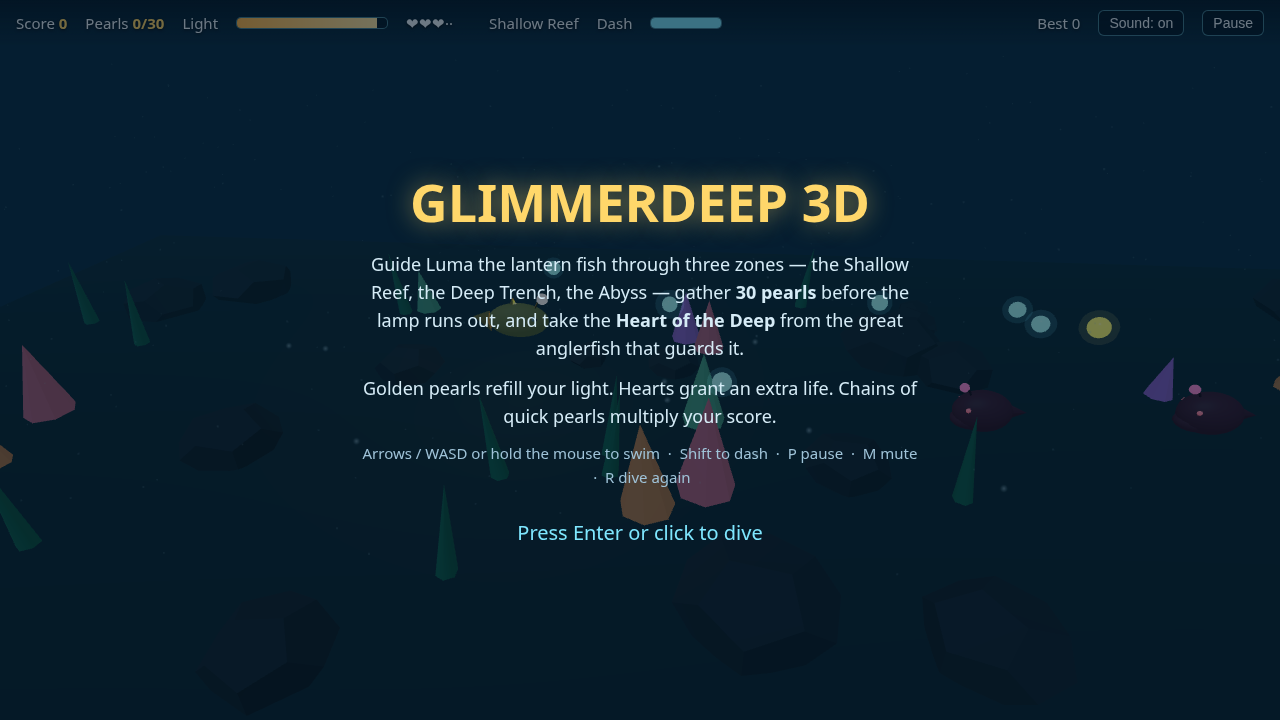 Score 0 Pearls 0/30 Light ❤❤❤·· Shallow Reef Dash Best 0 Sound: on Pause
GLIMMERDEEP 3D
Guide Luma the lantern fish through three zones — the Shallow
Reef, the Deep Trench, the Abyss — gather 30 pearls before the
lamp runs out, and take the Heart of the Deep from the great
anglerfish that guards it.
Golden pearls refill your light. Hearts grant an extra life. Chains of
quick pearls multiply your score.
Arrows / WASD or hold the mouse to swim · Shift to dash · P pause · M mute
· R dive again
Press Enter or click to dive